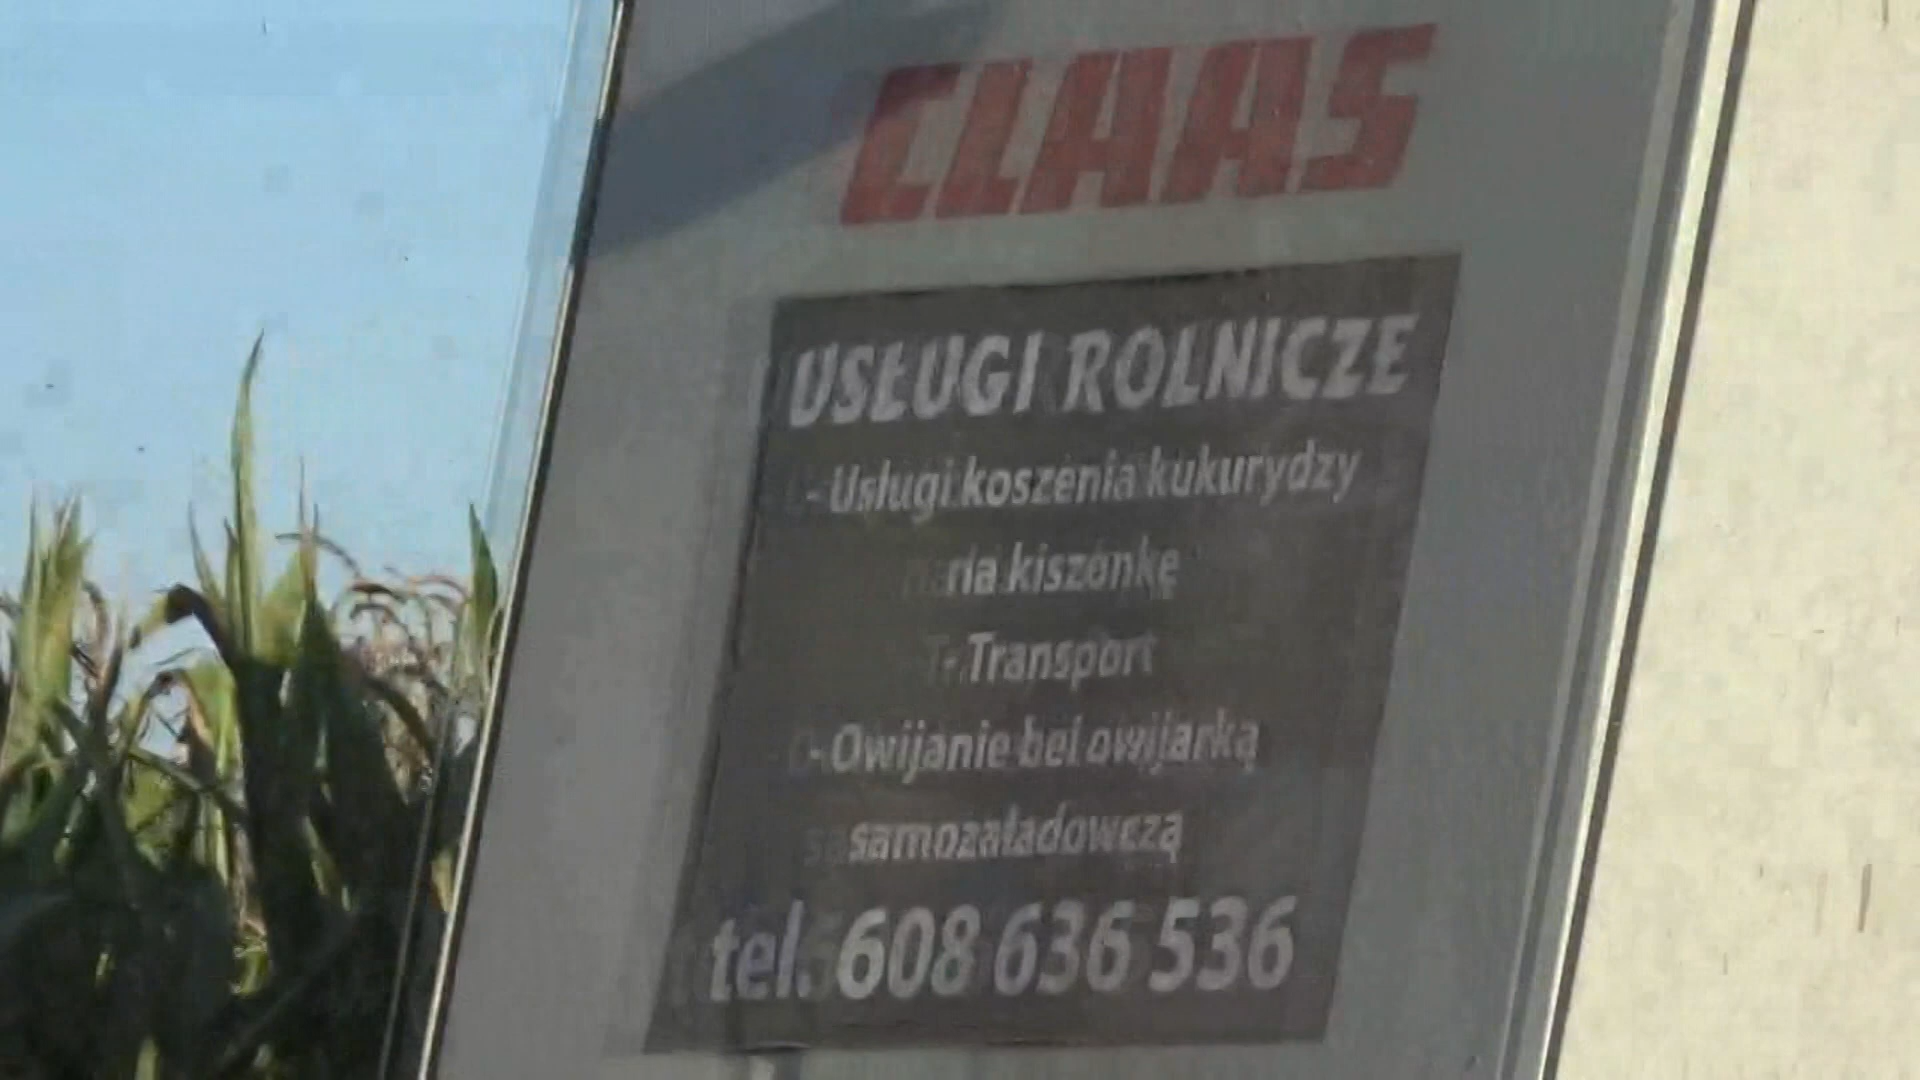 CLAAS
USŁUGI ROLNICZE
- Usługi koszenia kukurydzy
na kiszonkę
- Transport
- Owijanie bel owijarką
samozaładowczą
tel. 608 636 536